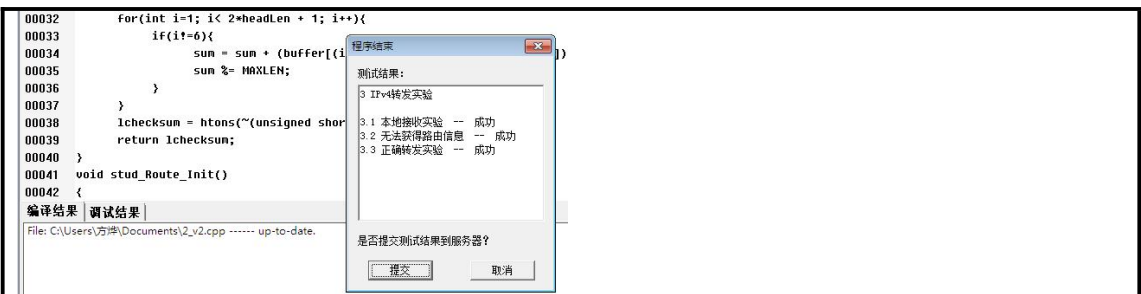 00032 for(int i=1; i< 2*headLen + 1; i++){
00033 if(i!=6){
00034 sum = sum + (buffer[(i ])
00035 sum %= MAXLEN;
00036 }
00037 }
00038 lchecksum = htons(~(unsigned shor
00039 return lchecksum;
00040 }
00041 void stud_Route_Init()
00042 {
编译结果 调试结果
File: C:\Users\方烨\Documents\2_v2.cpp ------ up-to-date.
程序结束
测试结果：
3 IPv4转发实验
3.1 本地接收实验 -- 成功
3.2 无法获得路由信息 -- 成功
3.3 正确转发实验 -- 成功
是否提交测试结果到服务器?
提交 取消